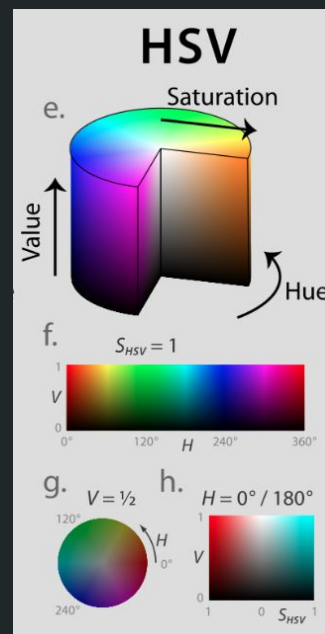 HSV
e.
Saturation
Value
Hue
f.
S_HSV = 1
1
V
0
0°
120°
H
240°
360°
g.
V = ½
120°
H
0°
240°
h.
H = 0° / 180°
1
V
0
1
0
S_HSV
1